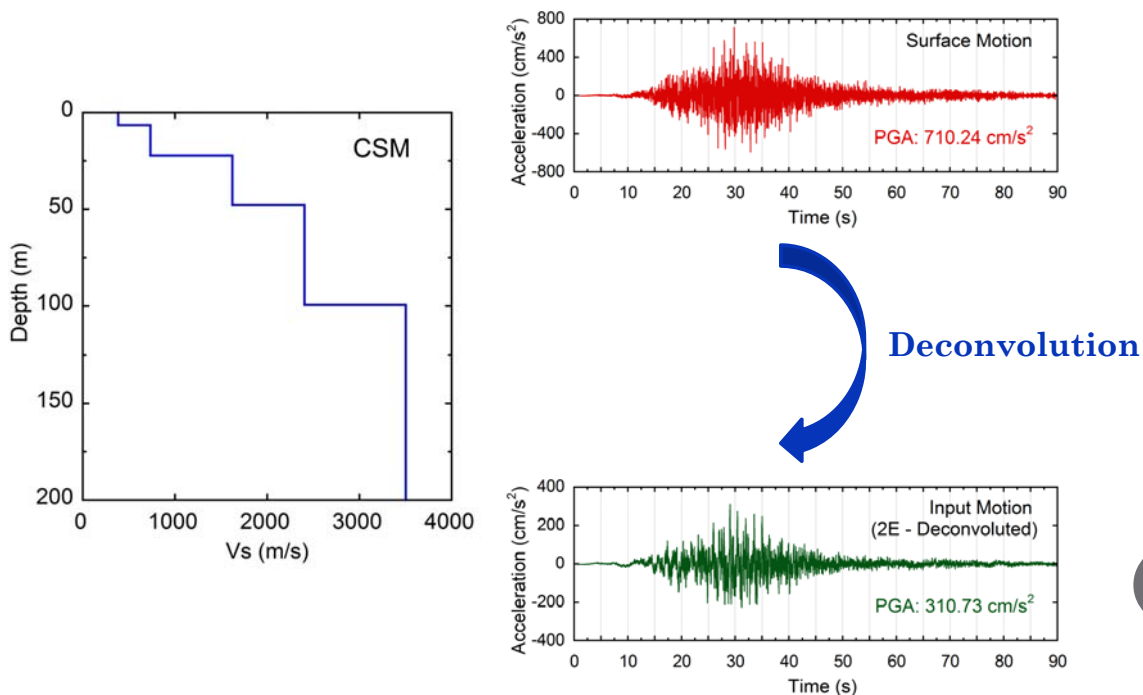 0
50
100
150
200
Depth (m)
CSM
0 1000 2000 3000 4000
Vs (m/s)
800
400
0
-400
-800
Acceleration (cm/s²)
Surface Motion
PGA: 710.24 cm/s²
0 10 20 30 40 50 60 70 80 90
Time (s)
Deconvolution
400
200
0
-200
-400
Acceleration (cm/s²)
Input Motion
(2E - Deconvoluted)
PGA: 310.73 cm/s²
0 10 20 30 40 50 60 70 80 90
Time (s)